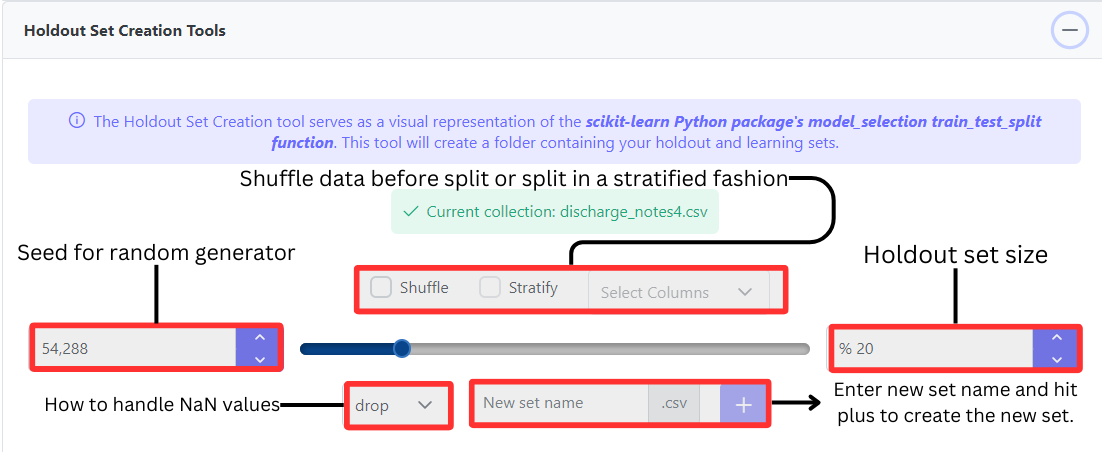 Holdout Set Creation Tools
The Holdout Set Creation tool serves as a visual representation of the scikit-learn Python package's model_selection train_test_split
function. This tool will create a folder containing your holdout and learning sets.
Shuffle data before split or split in a stratified fashion
Current collection: discharge_notes4.csv
Seed for random generator
Holdout set size
Shuffle
Stratify
Select Columns
54,288
% 20
How to handle NaN values
drop
New set name
.csv
Enter new set name and hit
plus to create the new set.